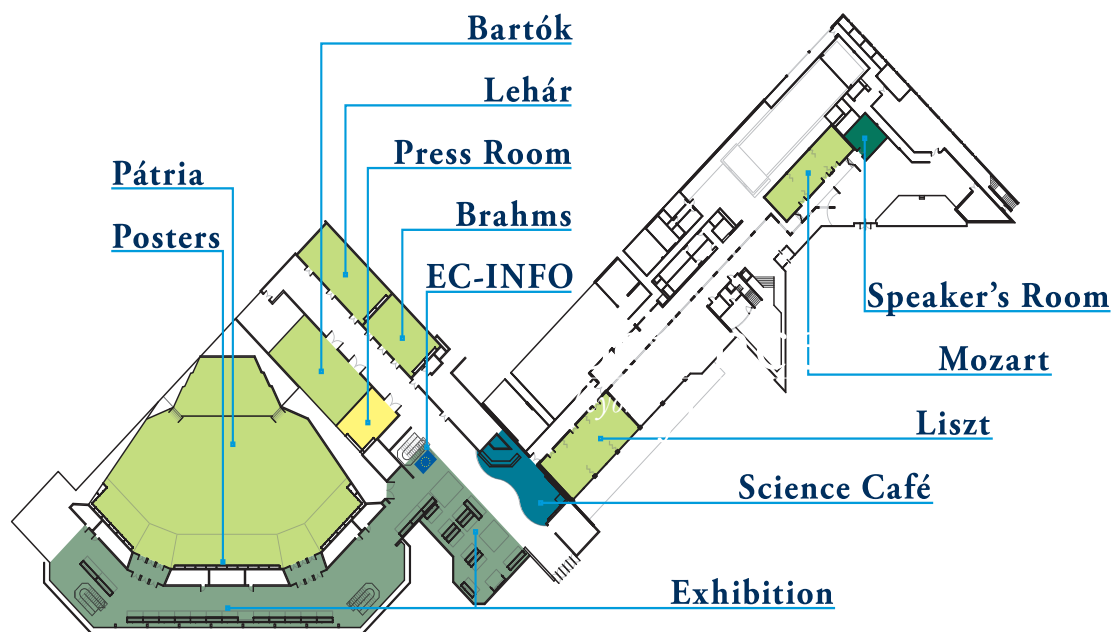 Bartók
Lehár
Press Room
Pátria
Brahms
Posters
EC-INFO
Speaker's Room
Mozart
Liszt
Science Café
Exhibition